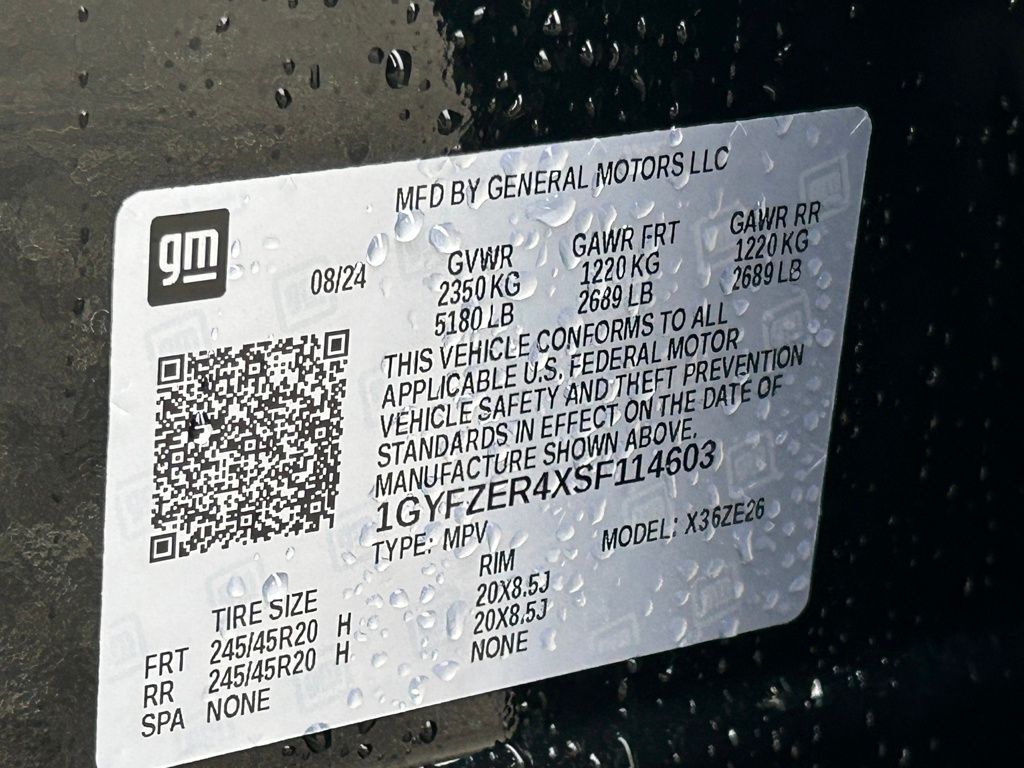 gm
MFD BY GENERAL MOTORS LLC
08/24
GVWR GAWR FRT GAWR RR
2350 KG 1220 KG 1220 KG
5180 LB 2689 LB 2689 LB
THIS VEHICLE CONFORMS TO ALL
APPLICABLE U.S. FEDERAL MOTOR
VEHICLE SAFETY AND THEFT PREVENTION
STANDARDS IN EFFECT ON THE DATE OF
MANUFACTURE SHOWN ABOVE.
1GYFZER4XSF114603
TYPE: MPV MODEL: X36ZE26
TIRE SIZE RIM
FRT 245/45R20 H 20X8.5J
RR 245/45R20 H 20X8.5J
SPA NONE NONE